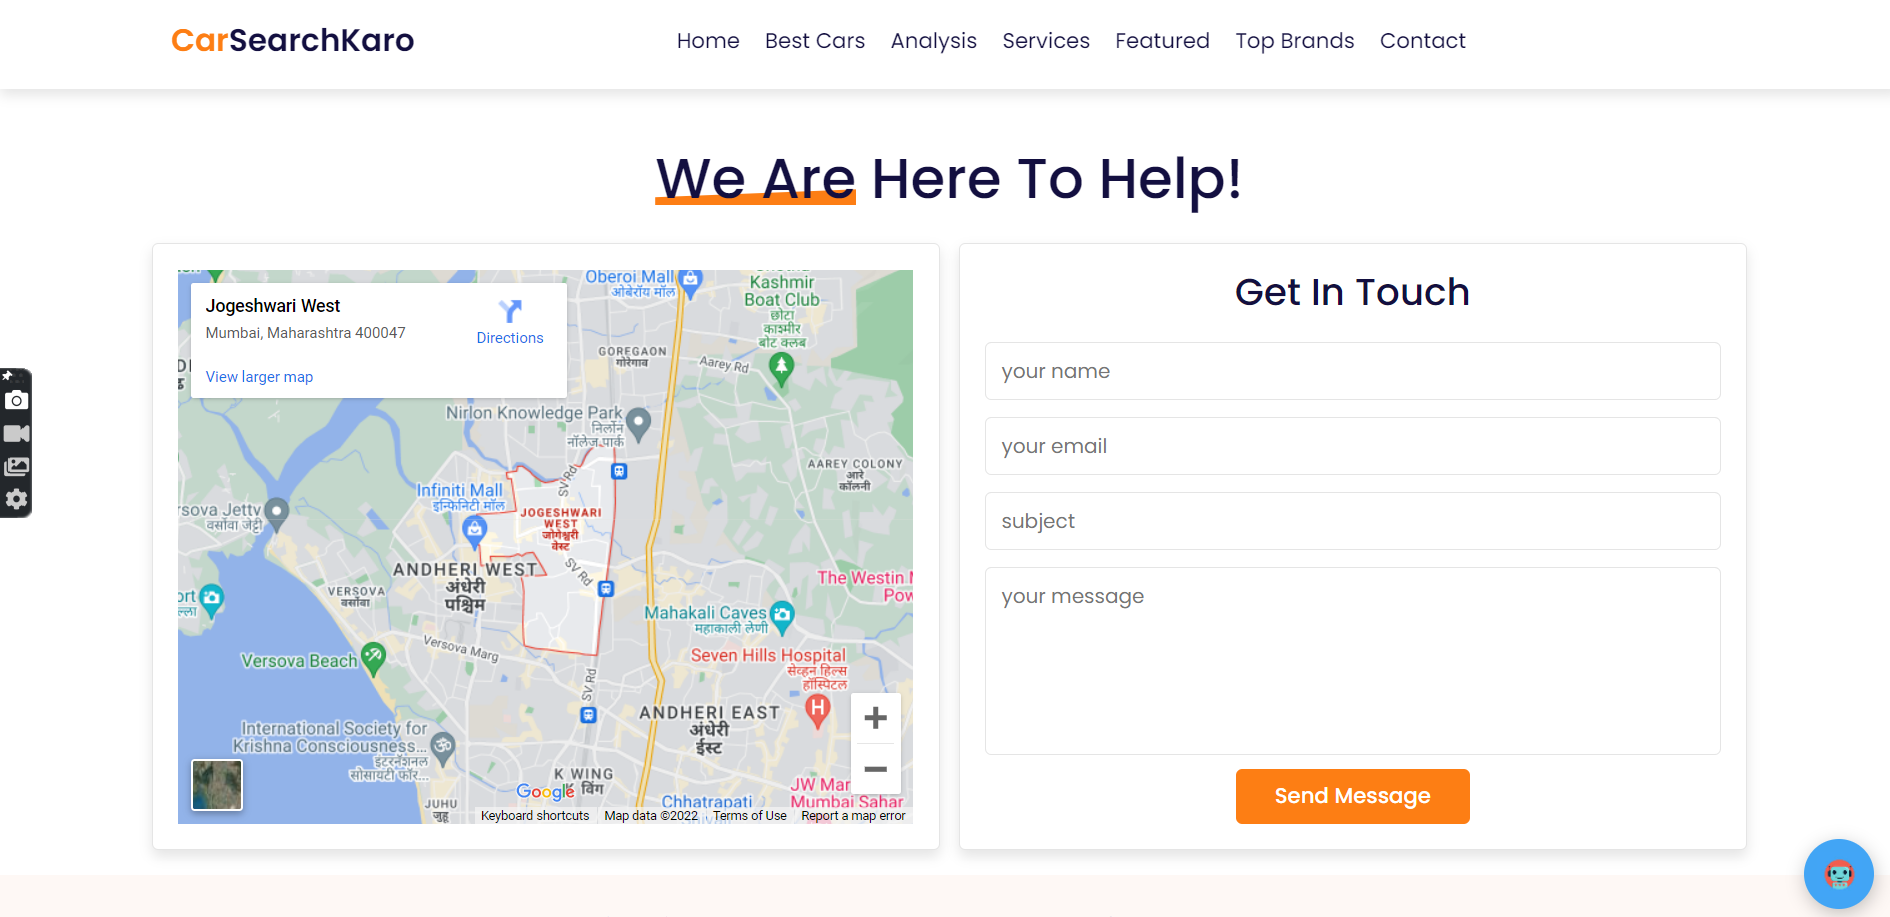 CarSearchKaro
Home Best Cars Analysis Services Featured Top Brands Contact
We Are Here To Help!
Jogeshwari West
Mumbai, Maharashtra 400047
Directions
View larger map
Oberoi Mall
ओबेरॉय मॉल
Kashmir
Boat Club
छोटा
काश्मीर
बोट क्लब
GOREGAON
गोरेगाव
Aarey Rd
Nirlon Knowledge Park
निर्लोन
नॉलेज पार्क
AAREY COLONY
आरे
कॉलनी
SV Rd
Infiniti Mall
इन्फिनिटी मॉल
rsova Jetty
वर्सोवा जेट्टी
JOGESHWARI
WEST
जोगेश्वरी
वेस्ट
ANDHERI WEST
अंधेरी
पश्चिम
SV Rd
VERSOVA
वर्सोवा
The Westin
Mahakali Caves
महाकाली लेणी
Versova Marg
Versova Beach
Seven Hills Hospital
सेव्हन हिल्स
हॉस्पिटल
SV Rd
ANDHERI EAST
अंधेरी
ईस्ट
International Society for
Krishna Consciousness...
इंटरनॅशनल
सोसायटी फॉर...
K WING
विंग
JUHU
जुहू
Google
Chhatrapati
JW Mar
Mumbai Sahar
Keyboard shortcuts Map data ©2022 Terms of Use Report a map error
Get In Touch
your name
your email
subject
your message
Send Message